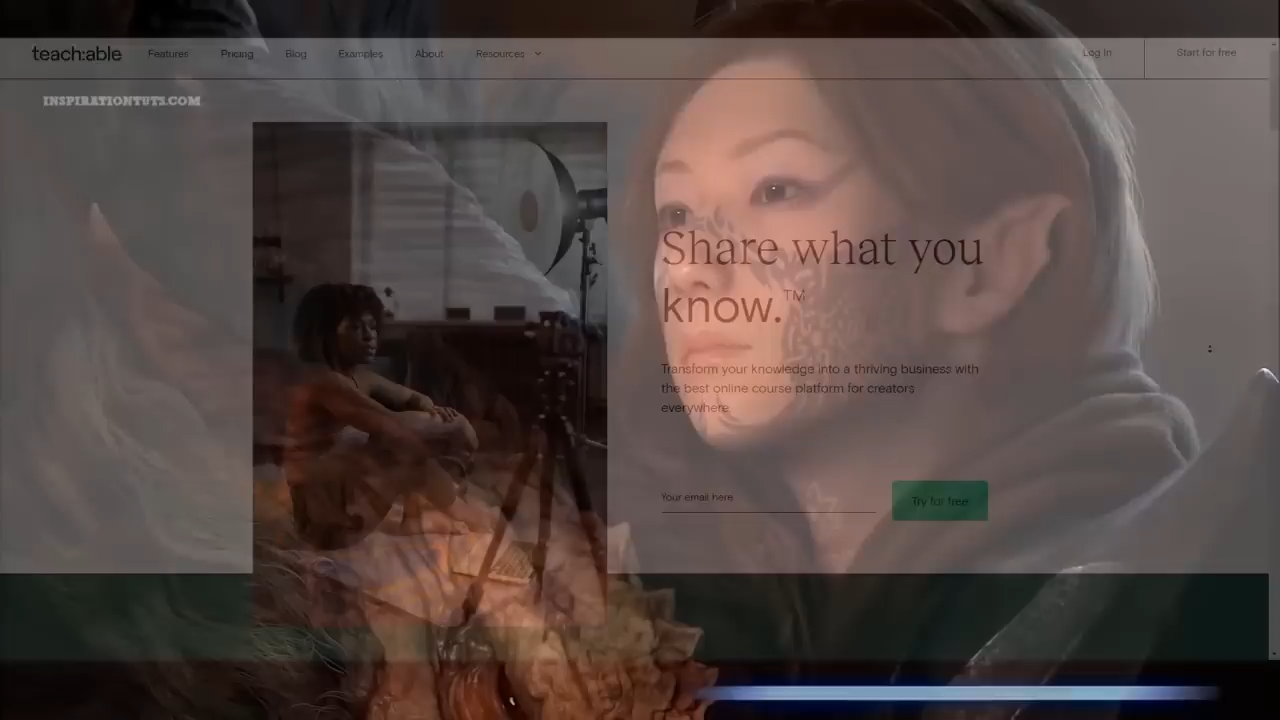 teach:able Features Pricing Blog Examples About Resources Log In Start for free
INSPIRATIONTUTS.COM
Share what you
know.™
Transform your knowledge into a thriving business with
the best online course platform for creators
everywhere.
Your email here Try for free